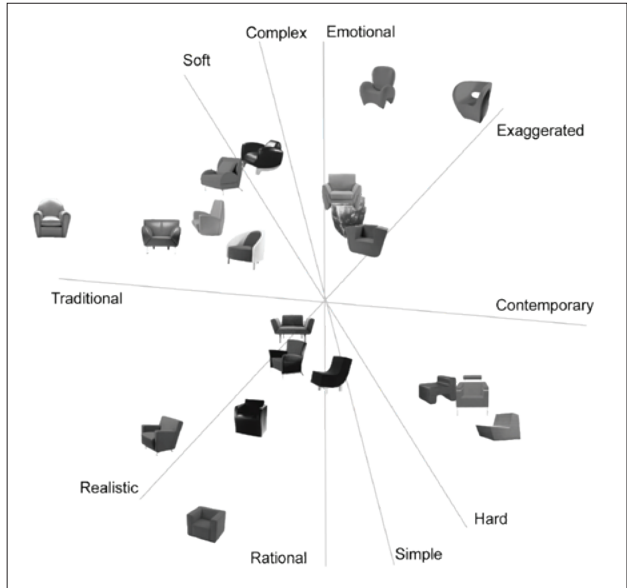 Complex
Emotional
Soft
Exaggerated
Traditional
Contemporary
Realistic
Hard
Rational
Simple